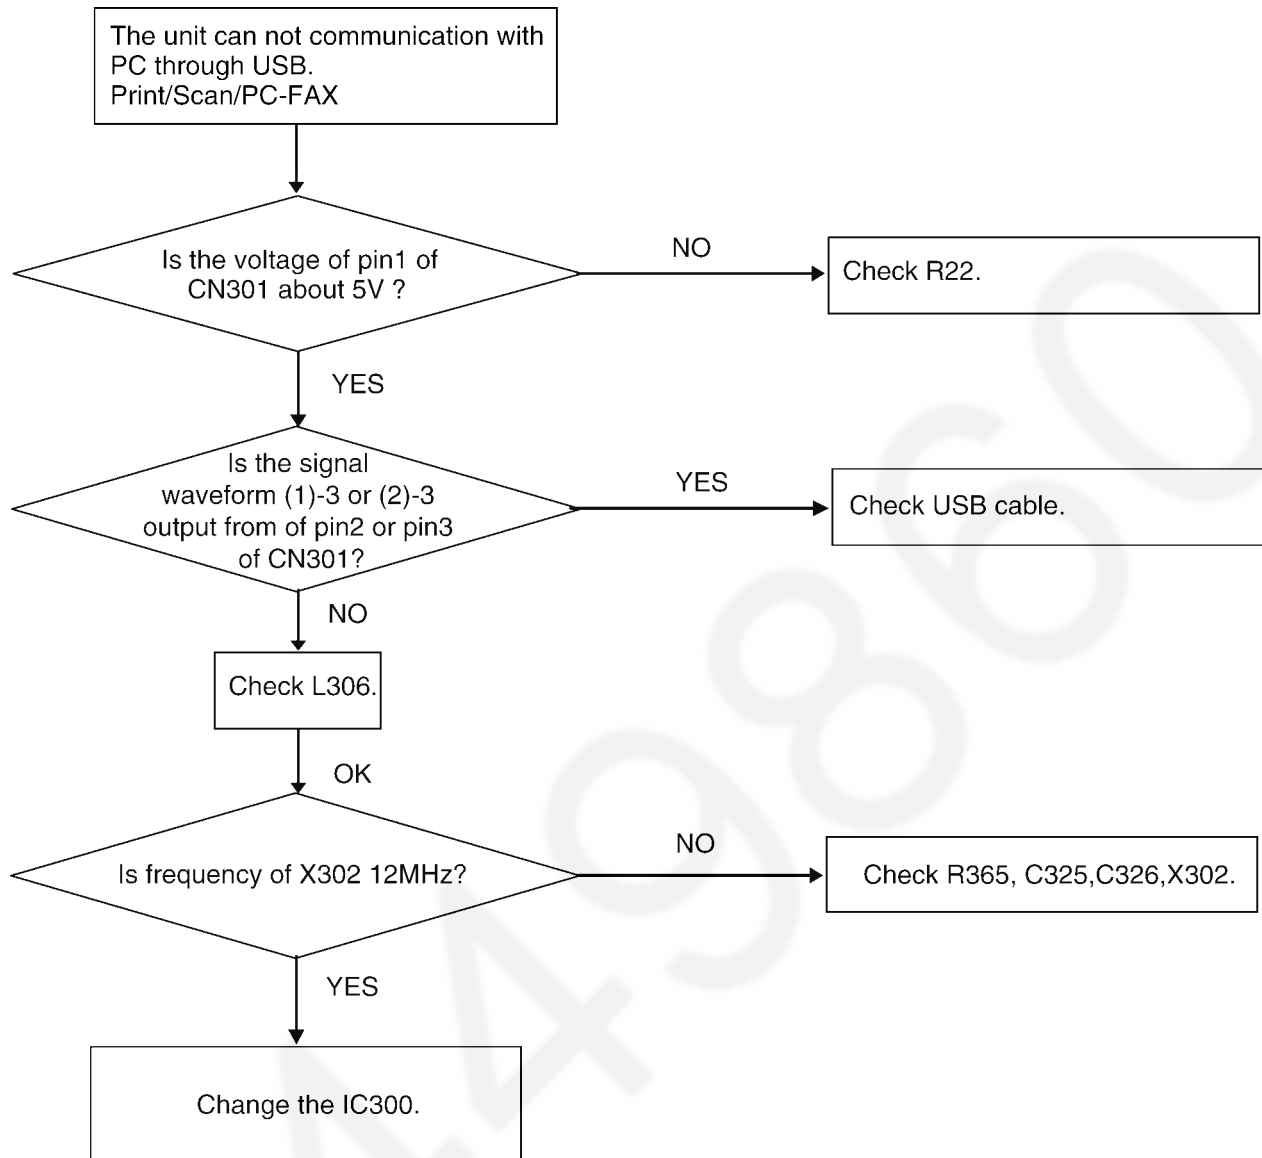 The unit can not communication with
PC through USB.
Print/Scan/PC-FAX
Is the voltage of pin1 of
CN301 about 5V ?
NO
Check R22.
YES
Is the signal
waveform (1)-3 or (2)-3
output from of pin2 or pin3
of CN301?
YES
Check USB cable.
NO
Check L306.
OK
Is frequency of X302 12MHz?
NO
Check R365, C325,C326,X302.
YES
Change the IC300.
449860